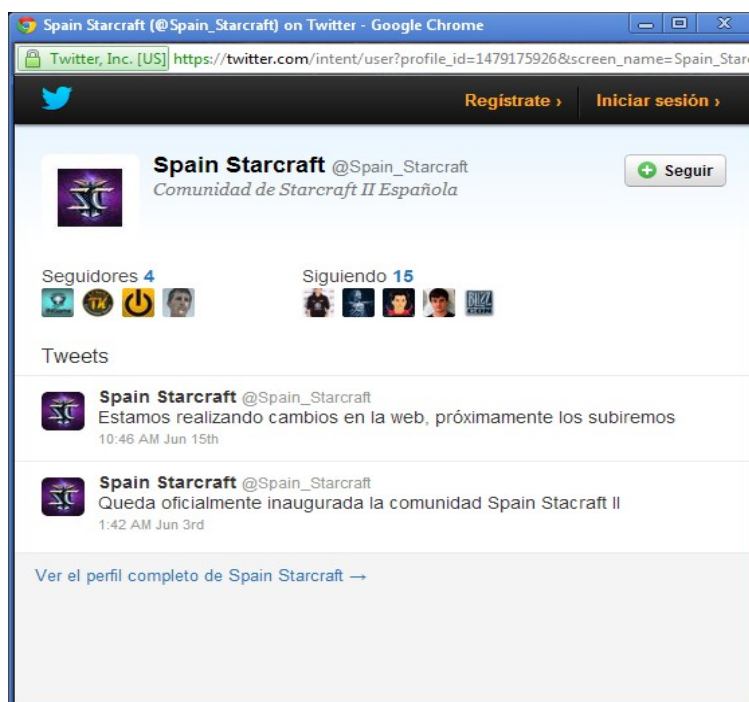 Spain Starcraft (@Spain_Starcraft) on Twitter - Google Chrome
Twitter, Inc. [US] https://twitter.com/intent/user?profile_id=1479175926&screen_name=Spain_Star
Regístrate › Iniciar sesión ›
Spain Starcraft @Spain_Starcraft
Seguir
Comunidad de Starcraft II Española
Seguidores 4 Siguiendo 15
Tweets
Spain Starcraft @Spain_Starcraft
Estamos realizando cambios en la web, próximamente los subiremos
10:46 AM Jun 15th
Spain Starcraft @Spain_Starcraft
Queda oficialmente inaugurada la comunidad Spain Stacraft II
1:42 AM Jun 3rd
Ver el perfil completo de Spain Starcraft →